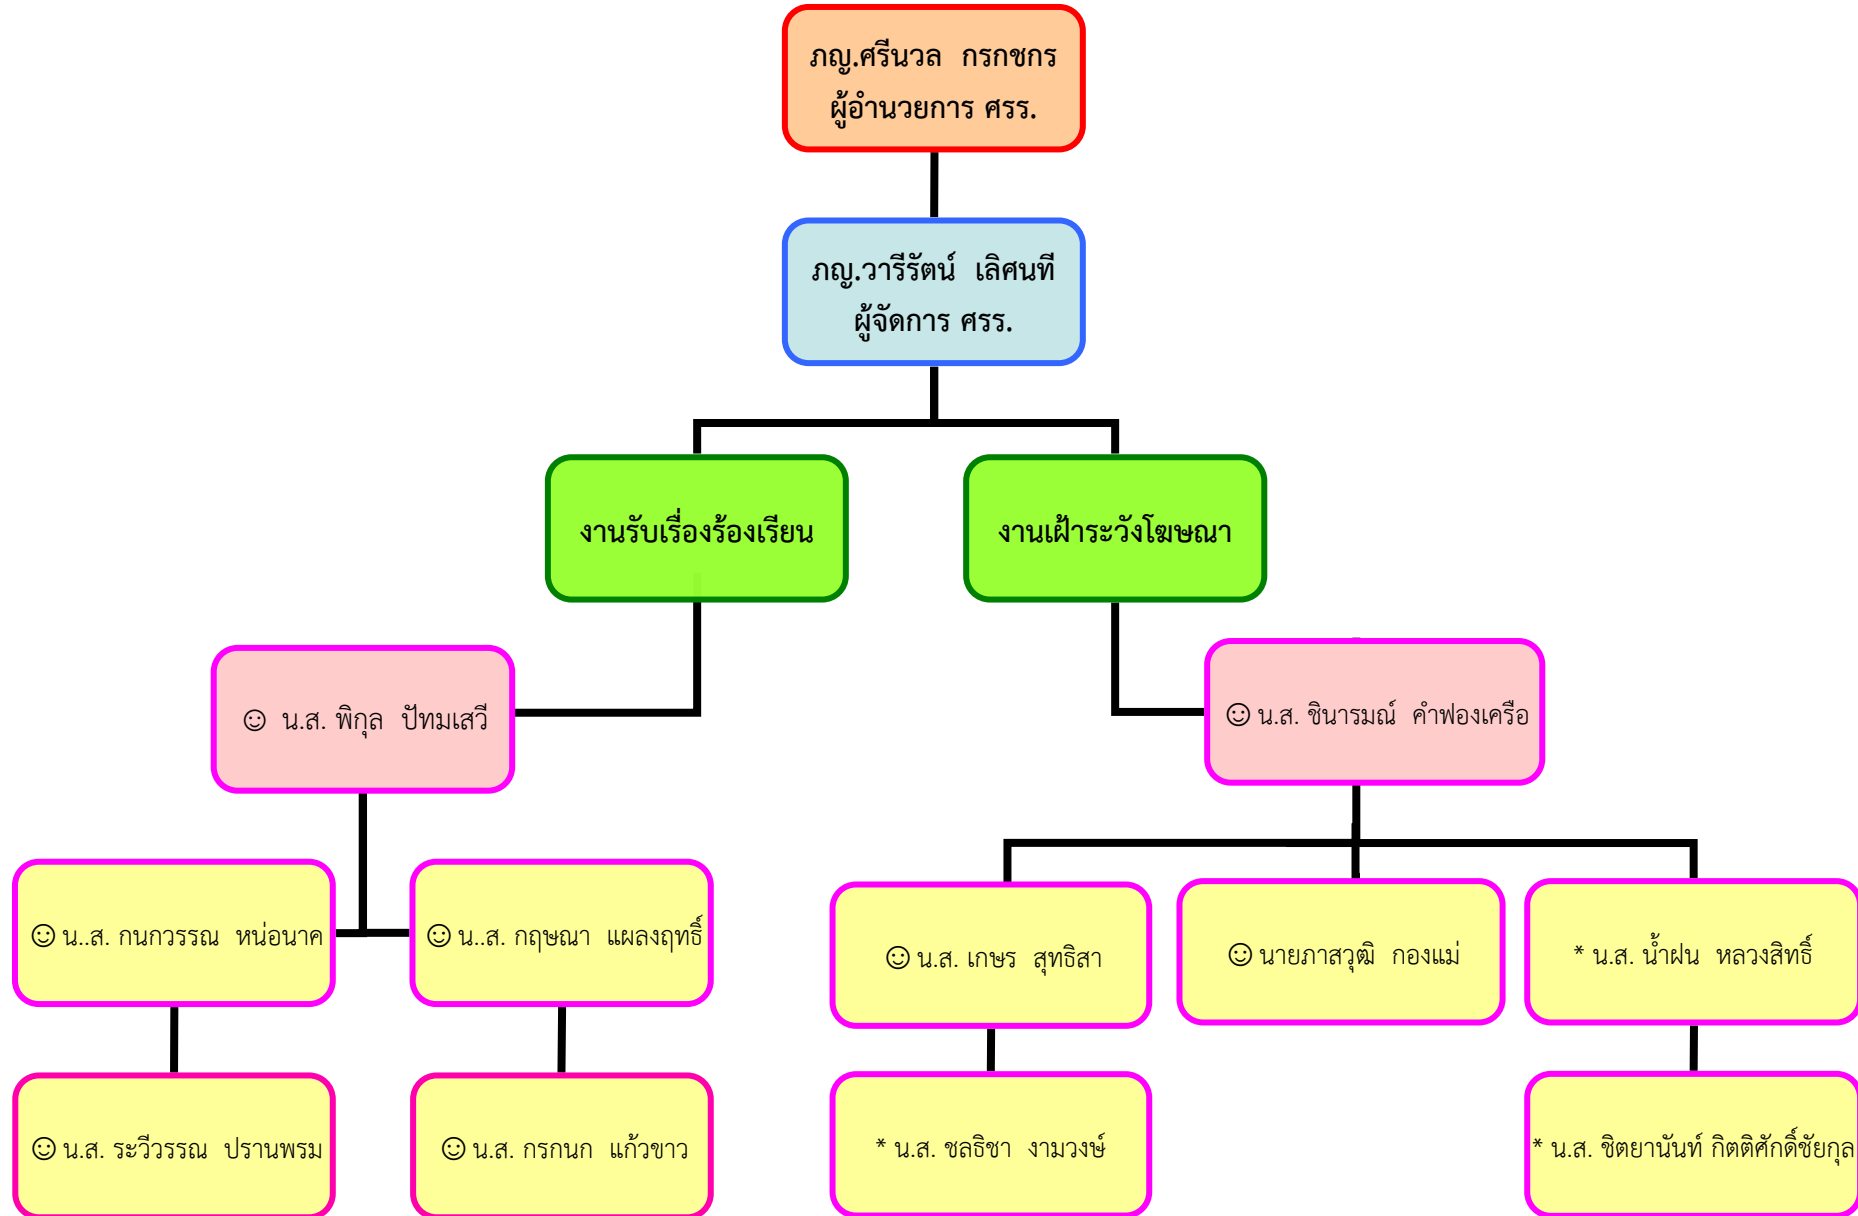 ภญ.ศรีนวล กรกชกร
ผู้อำนวยการ ศรร.
ภญ.วารีรัตน์ เลิศนที
ผู้จัดการ ศรร.
งานรับเรื่องร้องเรียน
งานเฝ้าระวังโฆษณา
☺ น.ส. พิกุล ปัทมเสวี
☺ น.ส. ชินารมณ์ คำฟองเครือ
☺ น..ส. กนกวรรณ หน่อนาค
☺ น..ส. กฤษณา แผลงฤทธิ์
☺ น.ส. เกษร สุทธิสา
☺ นายภาสวุฒิ กองแม่
* น.ส. น้ำฝน หลวงสิทธิ์
☺ น.ส. ระวีวรรณ ปรานพรม
☺ น.ส. กรกนก แก้วขาว
* น.ส. ชลธิชา งามวงษ์
* น.ส. ชิตยานันท์ กิตติศักดิ์ชัยกุล